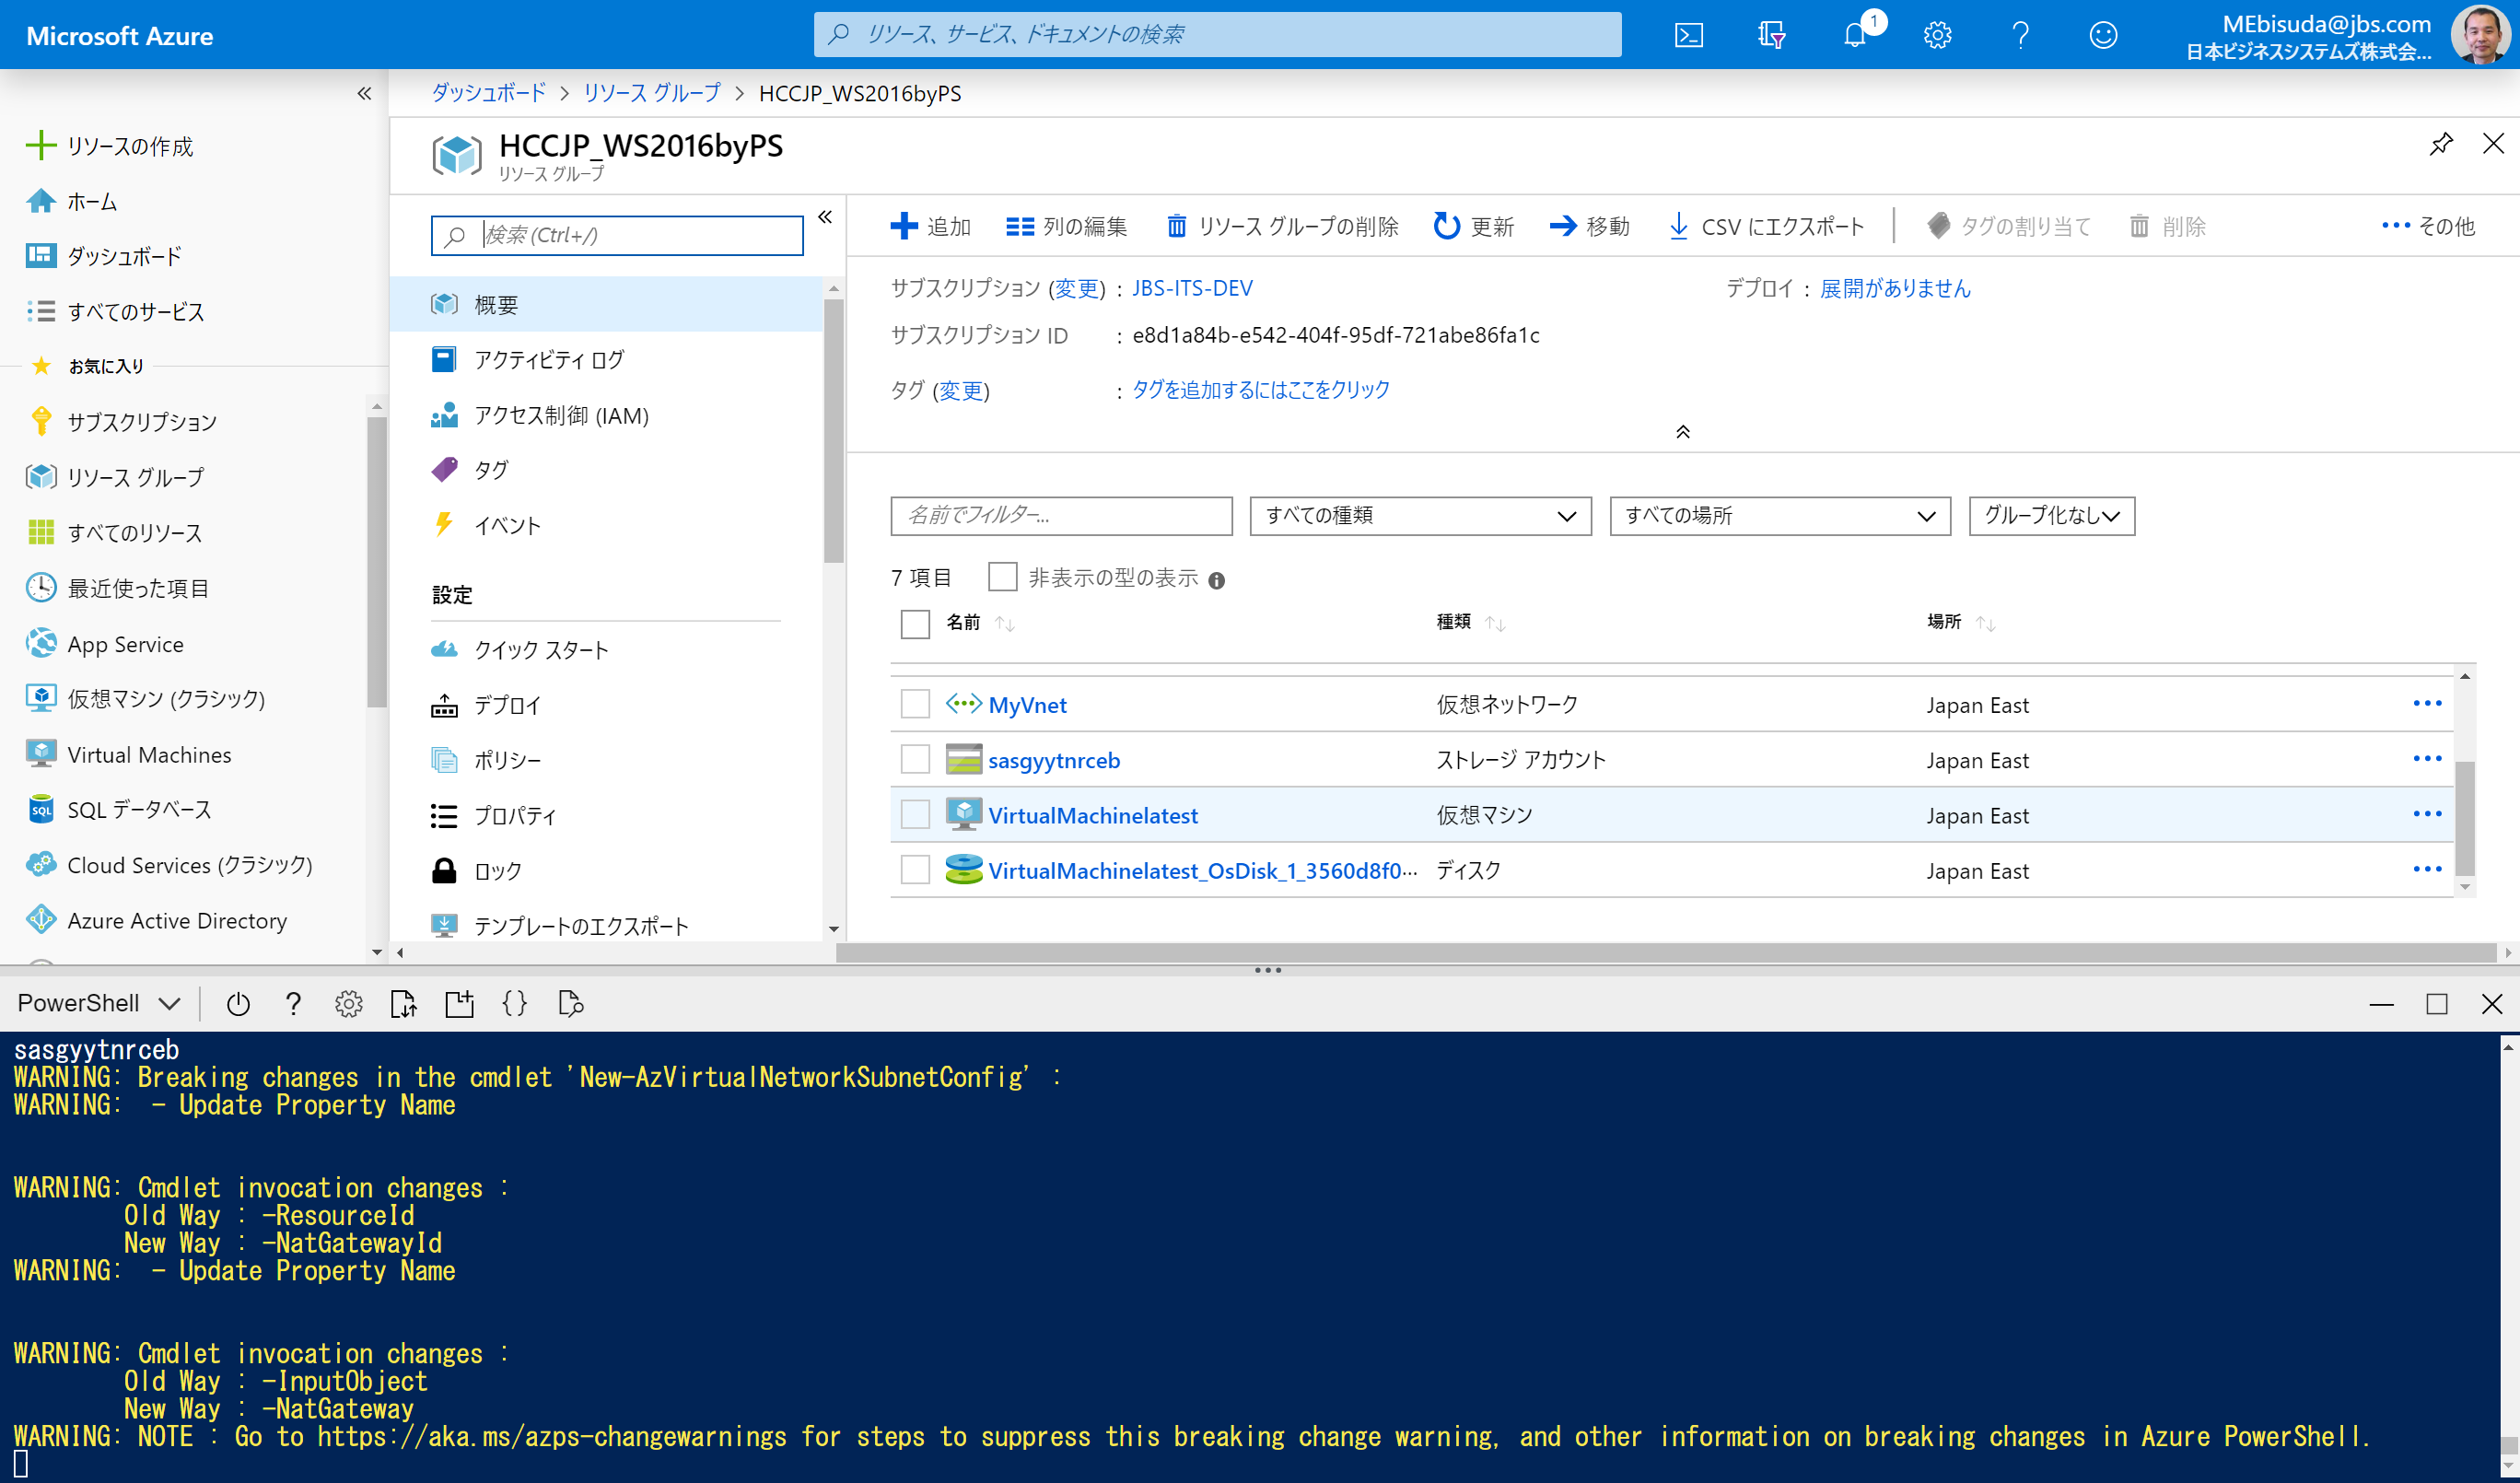 Microsoft Azure
リソース、サービス、ドキュメントの検索
1
MEbisuda@jbs.com
日本ビジネスシステムズ株式会...
リソースの作成
ホーム
ダッシュボード
すべてのサービス
お気に入り
サブスクリプション
リソース グループ
すべてのリソース
最近使った項目
App Service
仮想マシン (クラシック)
Virtual Machines
SQL データベース
Cloud Services (クラシック)
Azure Active Directory
ダッシュボード > リソース グループ > HCCJP_WS2016byPS
HCCJP_WS2016byPS
リソース グループ
検索 (Ctrl+/)
概要
アクティビティ ログ
アクセス制御 (IAM)
タグ
イベント
設定
クイック スタート
デプロイ
ポリシー
プロパティ
ロック
テンプレートのエクスポート
追加 列の編集 リソース グループの削除 更新 移動 CSV にエクスポート タグの割り当て 削除 ••• その他
サブスクリプション (変更) : JBS-ITS-DEV
デプロイ : 展開がありません
サブスクリプション ID : e8d1a84b-e542-404f-95df-721abe86fa1c
タグ (変更) : タグを追加するにはここをクリック
名前でフィルター... すべての種類 すべての場所 グループ化なし
7 項目 非表示の型の表示
名前 種類 場所
MyVnet 仮想ネットワーク Japan East
sasgyytnrceb ストレージ アカウント Japan East
VirtualMachinelatest 仮想マシン Japan East
VirtualMachinelatest_OsDisk_1_3560d8f0... ディスク Japan East
PowerShell
sasgyytnrceb
WARNING: Breaking changes in the cmdlet 'New-AzVirtualNetworkSubnetConfig' :
WARNING:  - Update Property Name
WARNING: Cmdlet invocation changes :
Old Way : -ResourceId
New Way : -NatGatewayId
WARNING:  - Update Property Name
WARNING: Cmdlet invocation changes :
Old Way : -InputObject
New Way : -NatGateway
WARNING: NOTE : Go to https://aka.ms/azps-changewarnings for steps to suppress this breaking change warning, and other information on breaking changes in Azure PowerShell.